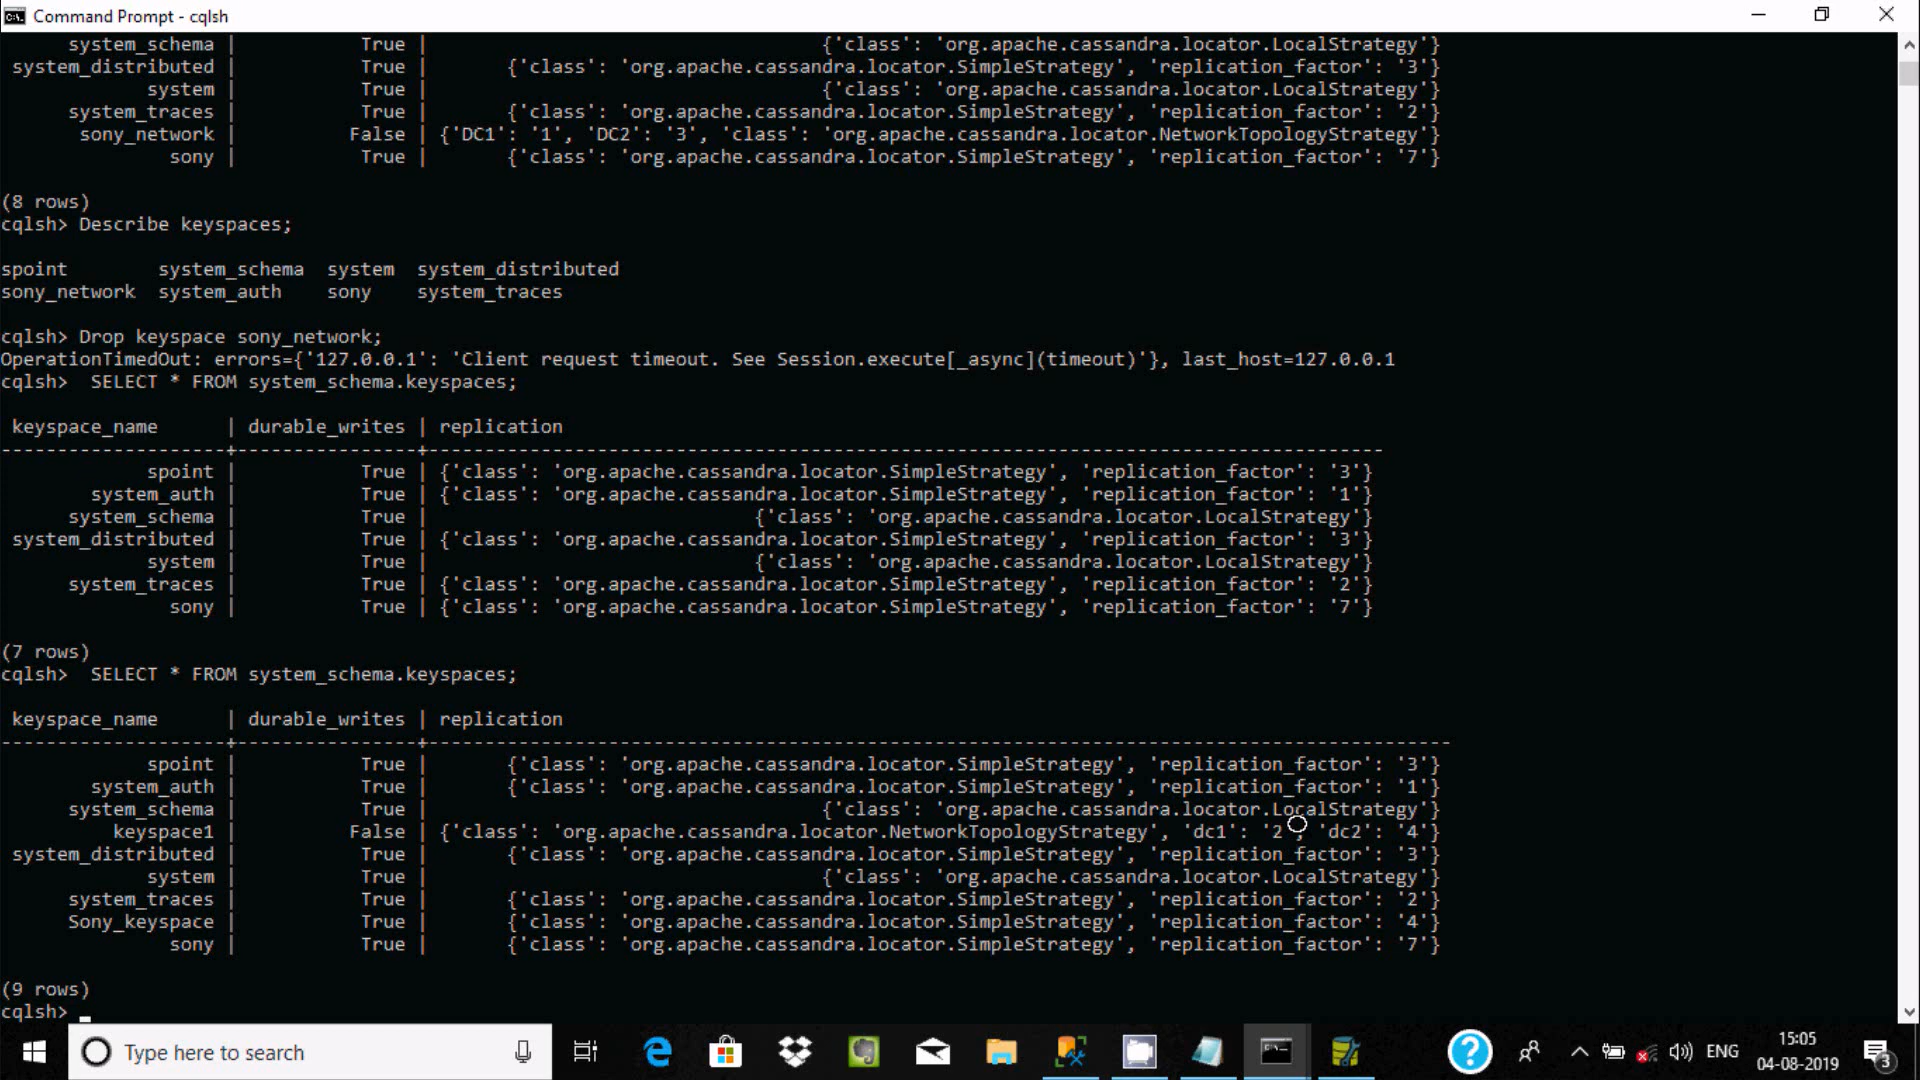 Command Prompt - cqlsh
system_schema | True | {'class': 'org.apache.cassandra.locator.LocalStrategy'}
system_distributed | True | {'class': 'org.apache.cassandra.locator.SimpleStrategy', 'replication_factor': '3'}
system | True | {'class': 'org.apache.cassandra.locator.LocalStrategy'}
system_traces | True | {'class': 'org.apache.cassandra.locator.SimpleStrategy', 'replication_factor': '2'}
sony_network | False | {'DC1': '1', 'DC2': '3', 'class': 'org.apache.cassandra.locator.NetworkTopologyStrategy'}
sony | True | {'class': 'org.apache.cassandra.locator.SimpleStrategy', 'replication_factor': '7'}
(8 rows)
cqlsh> Describe keyspaces;
spoint system_schema system system_distributed
sony_network system_auth sony system_traces
cqlsh> Drop keyspace sony_network;
OperationTimedOut: errors={'127.0.0.1': 'Client request timeout. See Session.execute[_async](timeout)'}, last_host=127.0.0.1
cqlsh>  SELECT * FROM system_schema.keyspaces;
keyspace_name | durable_writes | replication
--------------------+----------------+-------------------------------------------------------------------------------------
spoint | True | {'class': 'org.apache.cassandra.locator.SimpleStrategy', 'replication_factor': '3'}
system_auth | True | {'class': 'org.apache.cassandra.locator.SimpleStrategy', 'replication_factor': '1'}
system_schema | True | {'class': 'org.apache.cassandra.locator.LocalStrategy'}
system_distributed | True | {'class': 'org.apache.cassandra.locator.SimpleStrategy', 'replication_factor': '3'}
system | True | {'class': 'org.apache.cassandra.locator.LocalStrategy'}
system_traces | True | {'class': 'org.apache.cassandra.locator.SimpleStrategy', 'replication_factor': '2'}
sony | True | {'class': 'org.apache.cassandra.locator.SimpleStrategy', 'replication_factor': '7'}
(7 rows)
cqlsh>  SELECT * FROM system_schema.keyspaces;
keyspace_name | durable_writes | replication
--------------------+----------------+-------------------------------------------------------------------------------------------
spoint | True | {'class': 'org.apache.cassandra.locator.SimpleStrategy', 'replication_factor': '3'}
system_auth | True | {'class': 'org.apache.cassandra.locator.SimpleStrategy', 'replication_factor': '1'}
system_schema | True | {'class': 'org.apache.cassandra.locator.LocalStrategy'}
keyspace1 | False | {'class': 'org.apache.cassandra.locator.NetworkTopologyStrategy', 'dc1': '2', 'dc2': '4'}
system_distributed | True | {'class': 'org.apache.cassandra.locator.SimpleStrategy', 'replication_factor': '3'}
system | True | {'class': 'org.apache.cassandra.locator.LocalStrategy'}
system_traces | True | {'class': 'org.apache.cassandra.locator.SimpleStrategy', 'replication_factor': '2'}
Sony_keyspace | True | {'class': 'org.apache.cassandra.locator.SimpleStrategy', 'replication_factor': '4'}
sony | True | {'class': 'org.apache.cassandra.locator.SimpleStrategy', 'replication_factor': '7'}
(9 rows)
cqlsh> _
Type here to search
ENG
15:05
04-08-2019
3